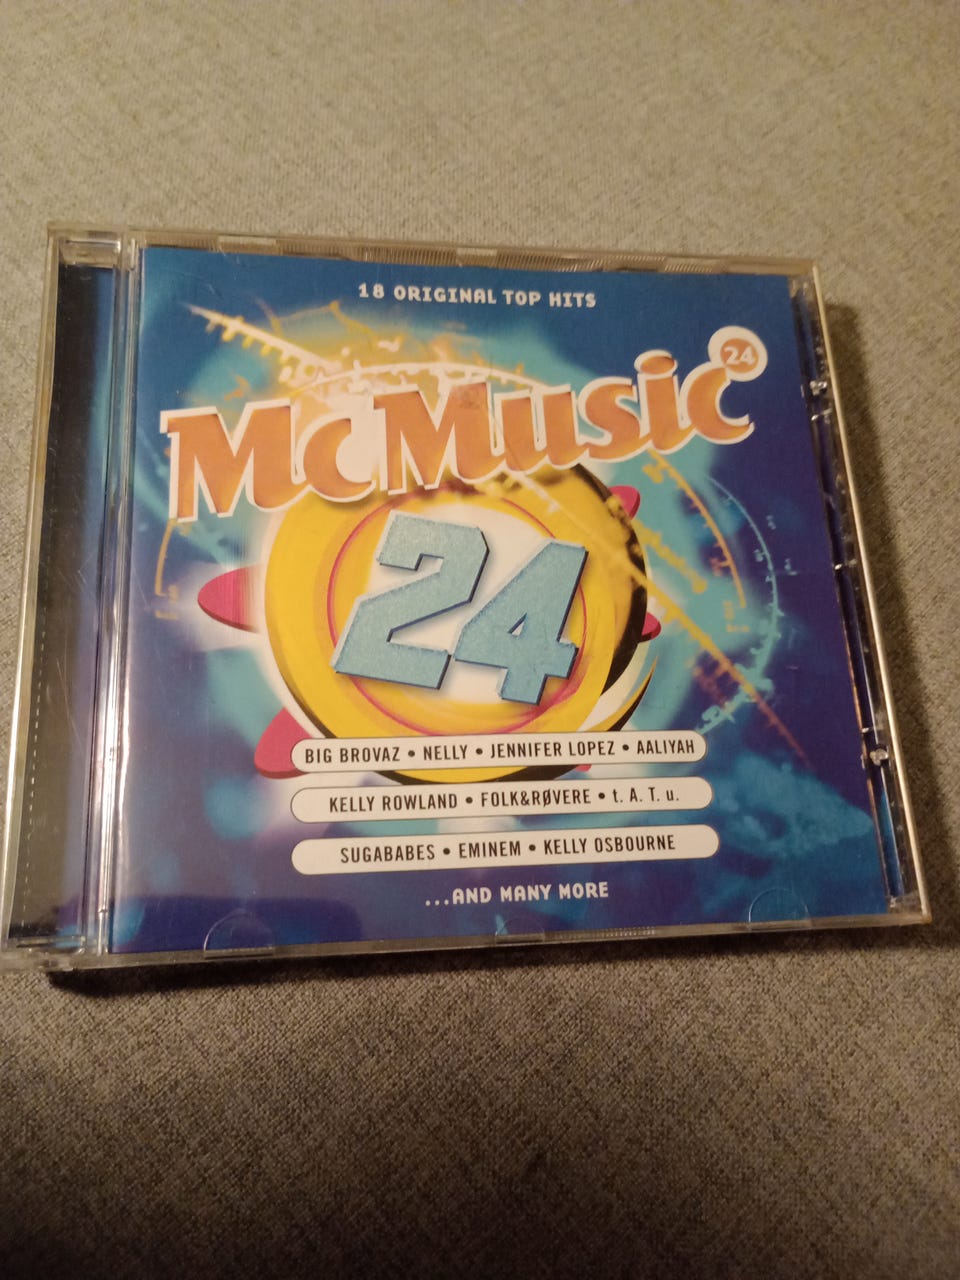 18 ORIGINAL TOP HITS
McMusic 24
24
BIG BROVAZ • NELLY • JENNIFER LOPEZ • AALIYAH
KELLY ROWLAND • FOLK&RØVERE • t. A. T. u.
SUGABABES • EMINEM • KELLY OSBOURNE
...AND MANY MORE